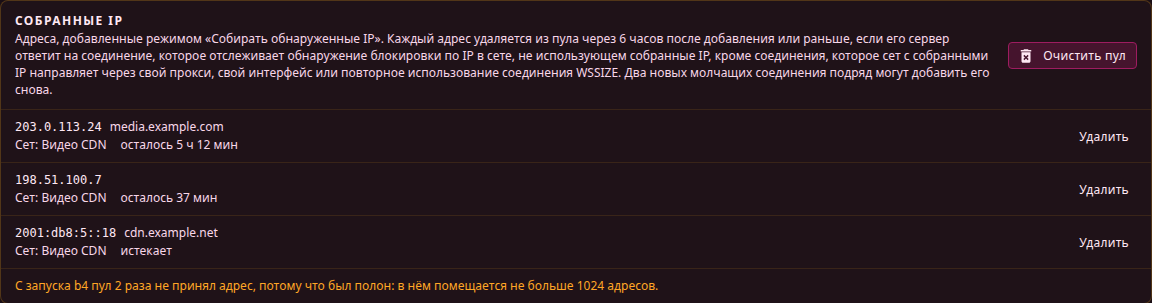 СОБРАННЫЕ IP
Адреса, добавленные режимом «Собирать обнаруженные IP». Каждый адрес удаляется из пула через 6 часов после добавления или раньше, если его сервер
ответит на соединение, которое отслеживает обнаружение блокировки по IP в сете, не использующем собранные IP, кроме соединения, которое сет с собранными
IP направляет через свой прокси, свой интерфейс или повторное использование соединения WSSIZE. Два новых молчащих соединения подряд могут добавить его
снова.
Очистить пул
203.0.113.24 media.example.com
Сет: Видео CDN осталось 5 ч 12 мин
Удалить
198.51.100.7
Сет: Видео CDN осталось 37 мин
Удалить
2001:db8:5::18 cdn.example.net
Сет: Видео CDN истекает
Удалить
С запуска b4 пул 2 раза не принял адрес, потому что был полон: в нём помещается не больше 1024 адресов.